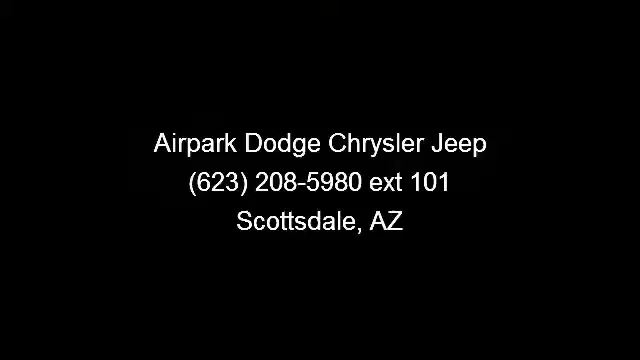 Airpark Dodge Chrysler Jeep
(623) 208-5980 ext 101
Scottsdale, AZ